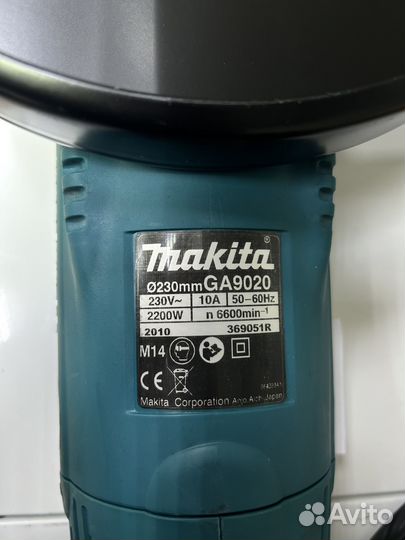 makita®
Ø230mm GA9020
230V~ 10A 50-60Hz
2200W n 6600min⁻¹
2010 369051R
M14
CE
Makita Corporation Anjo, Aichi, Japan
Avito